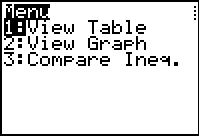 Menu
1:View Table
2:View Graph
3:Compare Ineq.